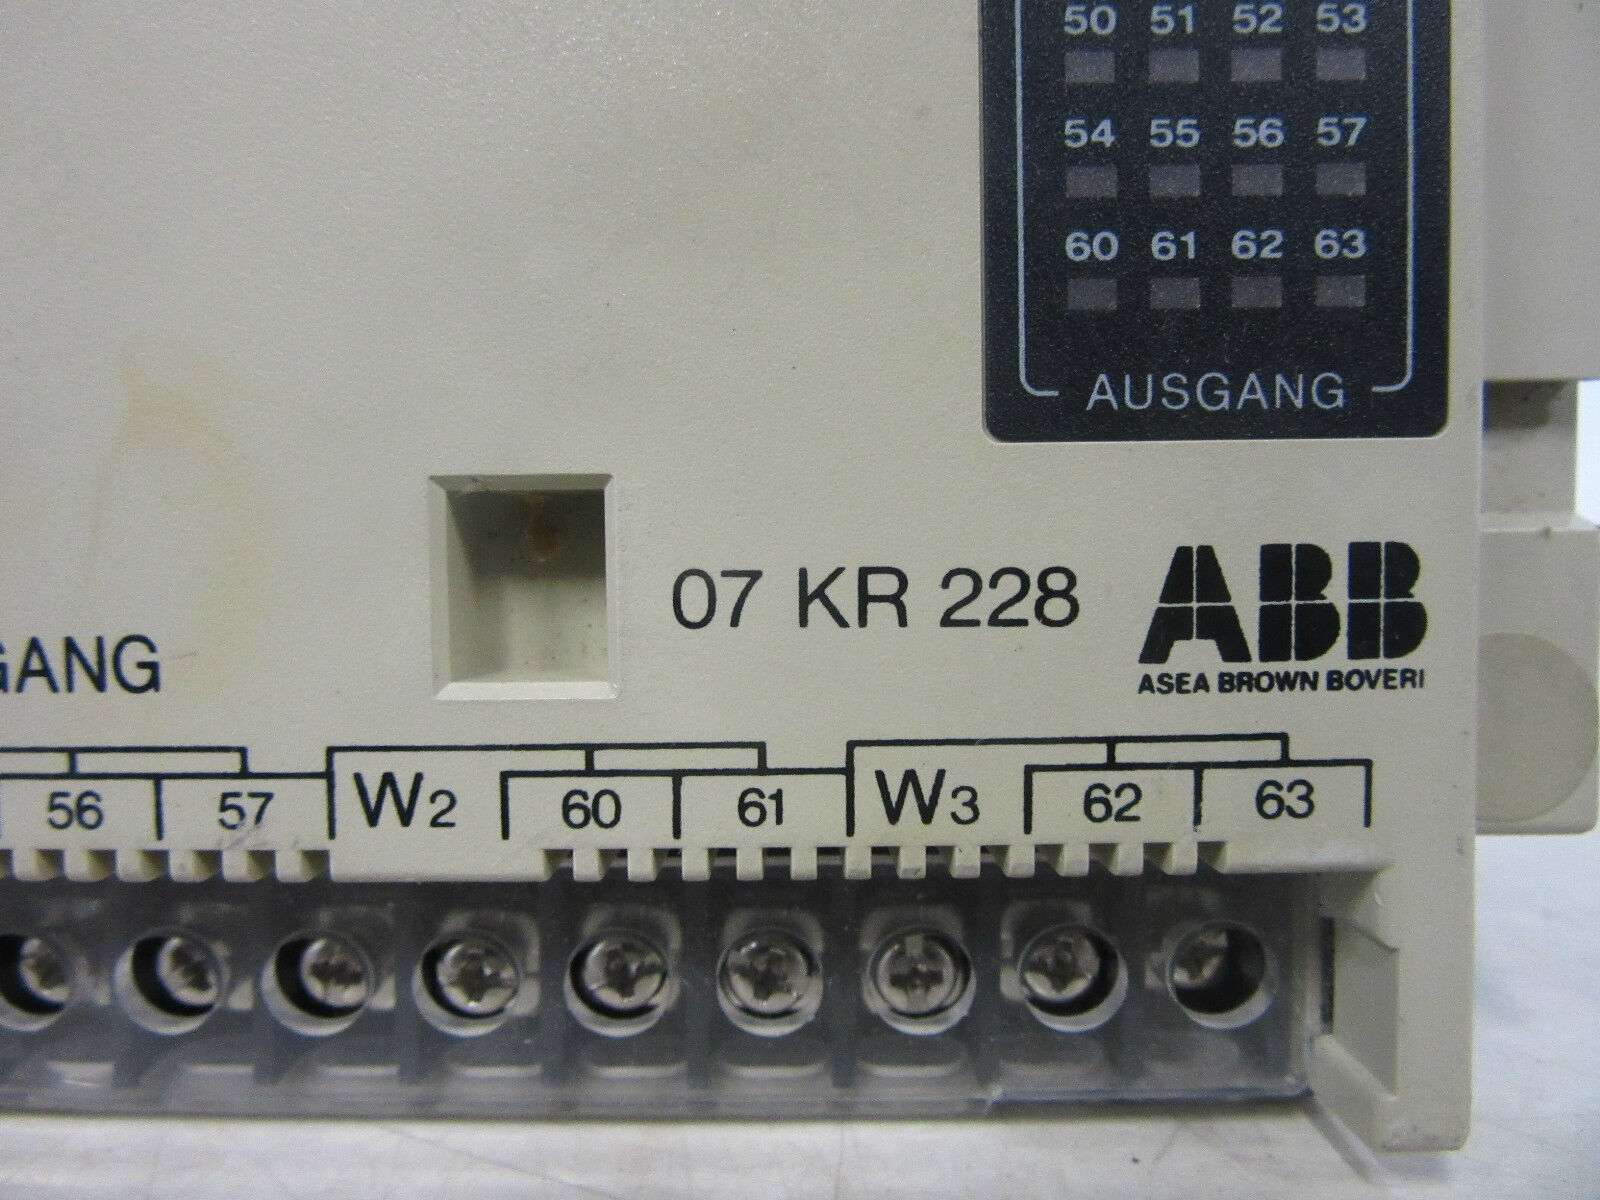 50 51 52 53
54 55 56 57
60 61 62 63
AUSGANG
07 KR 228
ABB
ASEA BROWN BOVERI
GANG
56 57 W2 60 61 W3 62 63